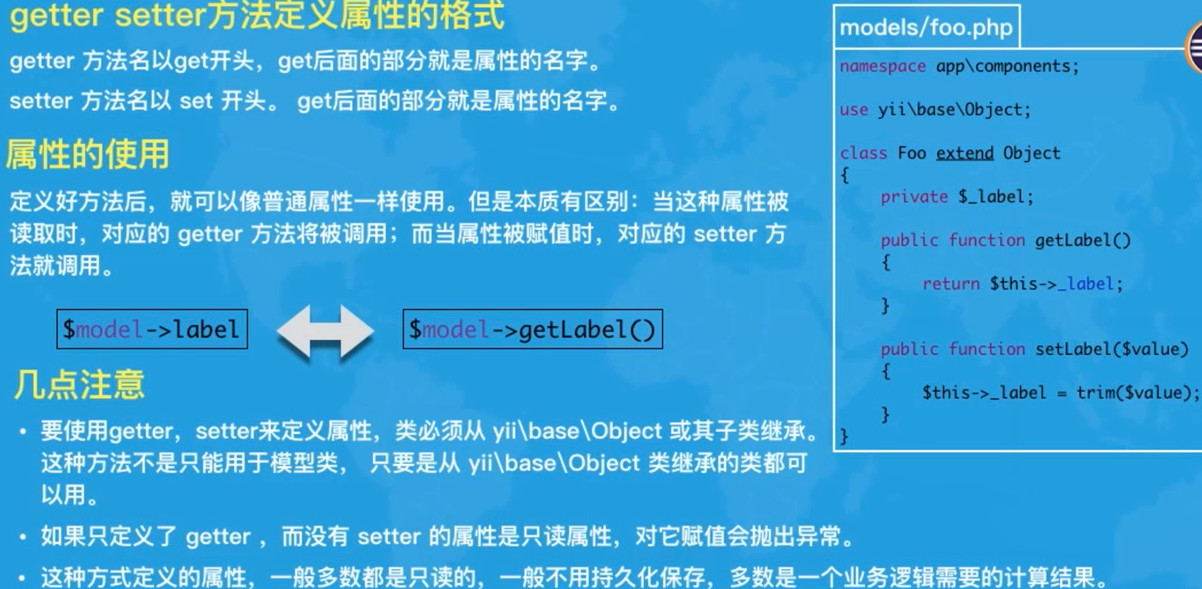 getter setter方法定义属性的格式
getter 方法名以get开头，get后面的部分就是属性的名字。
setter 方法名以 set 开头。 get后面的部分就是属性的名字。
属性的使用
定义好方法后，就可以像普通属性一样使用。但是本质有区别：当这种属性被
读取时，对应的 getter 方法将被调用；而当属性被赋值时，对应的 setter 方
法就调用。
$model->label
$model->getLabel()
几点注意
• 要使用getter，setter来定义属性，类必须从 yii\base\Object 或其子类继承。
这种方法不是只能用于模型类， 只要是从 yii\base\Object 类继承的类都可
以用。
• 如果只定义了 getter ，而没有 setter 的属性是只读属性，对它赋值会抛出异常。
• 这种方式定义的属性，一般多数都是只读的，一般不用持久化保存，多数是一个业务逻辑需要的计算结果。
models/foo.php
namespace app\components;
use yii\base\Object;
class Foo extend Object
{
private $_label;
public function getLabel()
{
return $this->_label;
}
public function setLabel($value)
{
$this->_label = trim($value);
}
}